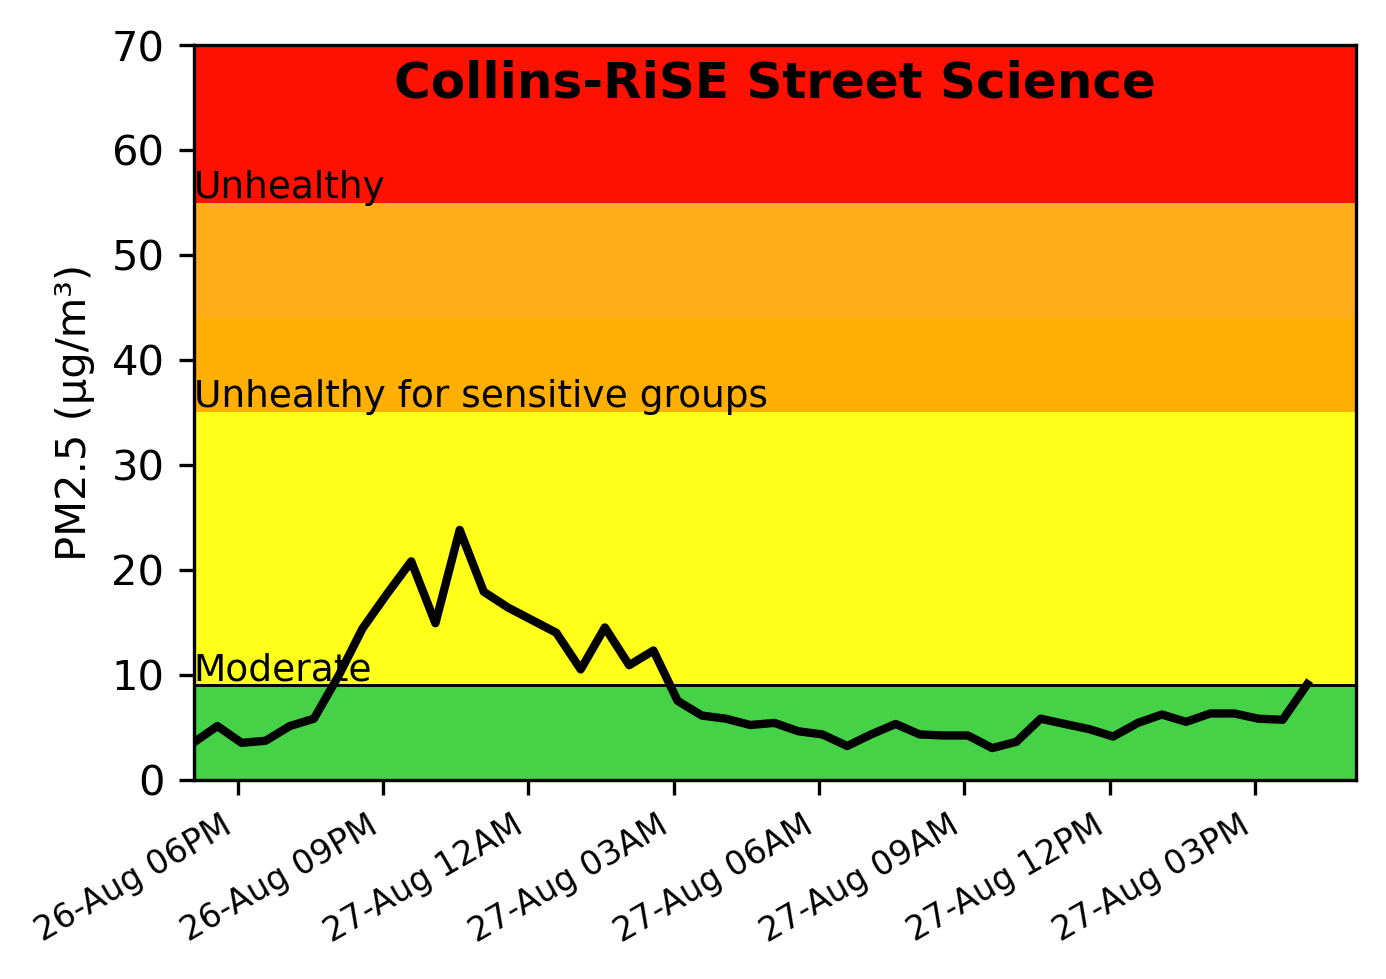 Collins-RiSE Street Science
70
60
50
40
30
20
10
0
PM2.5 (µg/m³)
Unhealthy
Unhealthy for sensitive groups
Moderate
26-Aug 06PM
26-Aug 09PM
27-Aug 12AM
27-Aug 03AM
27-Aug 06AM
27-Aug 09AM
27-Aug 12PM
27-Aug 03PM